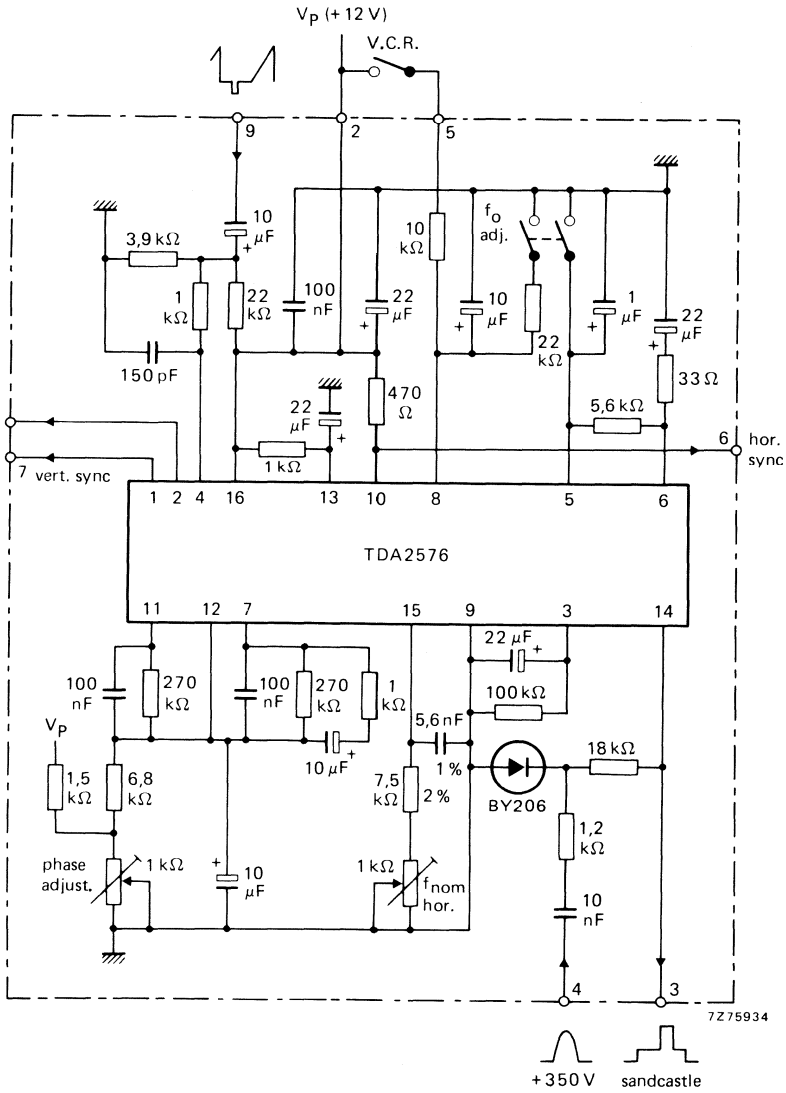 V_P (+12 V)
V.C.R.
9
2
5
10
μF
+
3,9 kΩ
1
kΩ
22
kΩ
100
nF
22
μF
+
10
kΩ
10
μF
+
f_o
adj.
22
kΩ
1
μF
+
22
μF
+
33 Ω
150 pF
22
μF
+
470
Ω
5,6 kΩ
1 kΩ
6
hor.
sync
7
vert. sync
1
2
4
16
13
10
8
5
6
TDA2576
11
12
7
15
9
3
14
100
nF
270
kΩ
100
nF
270
kΩ
1
kΩ
22 μF
+
100 kΩ
5,6 nF
1%
10 μF
+
V_P
1,5
kΩ
6,8
kΩ
7,5
kΩ
2%
BY206
18 kΩ
1,2
kΩ
phase
adjust.
1 kΩ
+
10
μF
1 kΩ
f_nom
hor.
10
nF
4
3
7Z75934
+350 V
sandcastle